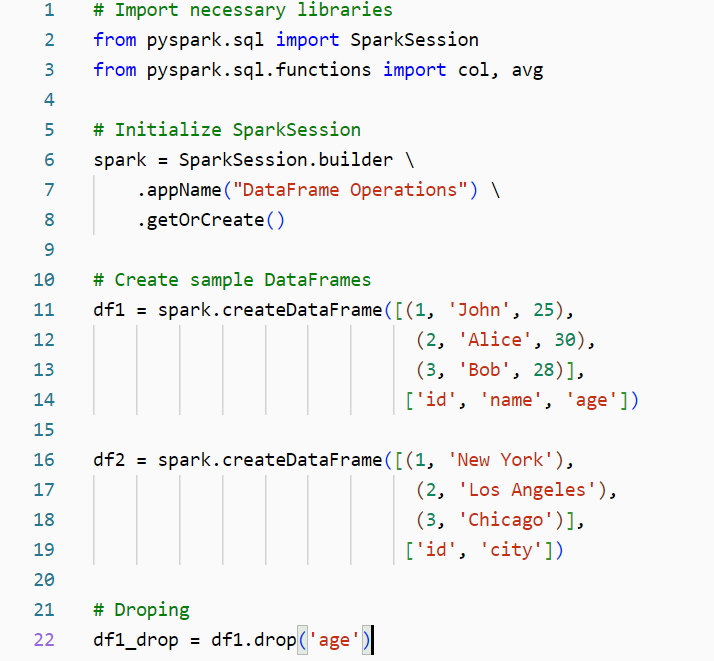 1 # Import necessary libraries
2 from pyspark.sql import SparkSession
3 from pyspark.sql.functions import col, avg
4
5 # Initialize SparkSession
6 spark = SparkSession.builder \
7     .appName("DataFrame Operations") \
8     .getOrCreate()
9
10 # Create sample DataFrames
11 df1 = spark.createDataFrame([(1, 'John', 25),
12                               (2, 'Alice', 30),
13                               (3, 'Bob', 28)],
14                              ['id', 'name', 'age'])
15
16 df2 = spark.createDataFrame([(1, 'New York'),
17                               (2, 'Los Angeles'),
18                               (3, 'Chicago')],
19                              ['id', 'city'])
20
21 # Droping
22 df1_drop = df1.drop('age')